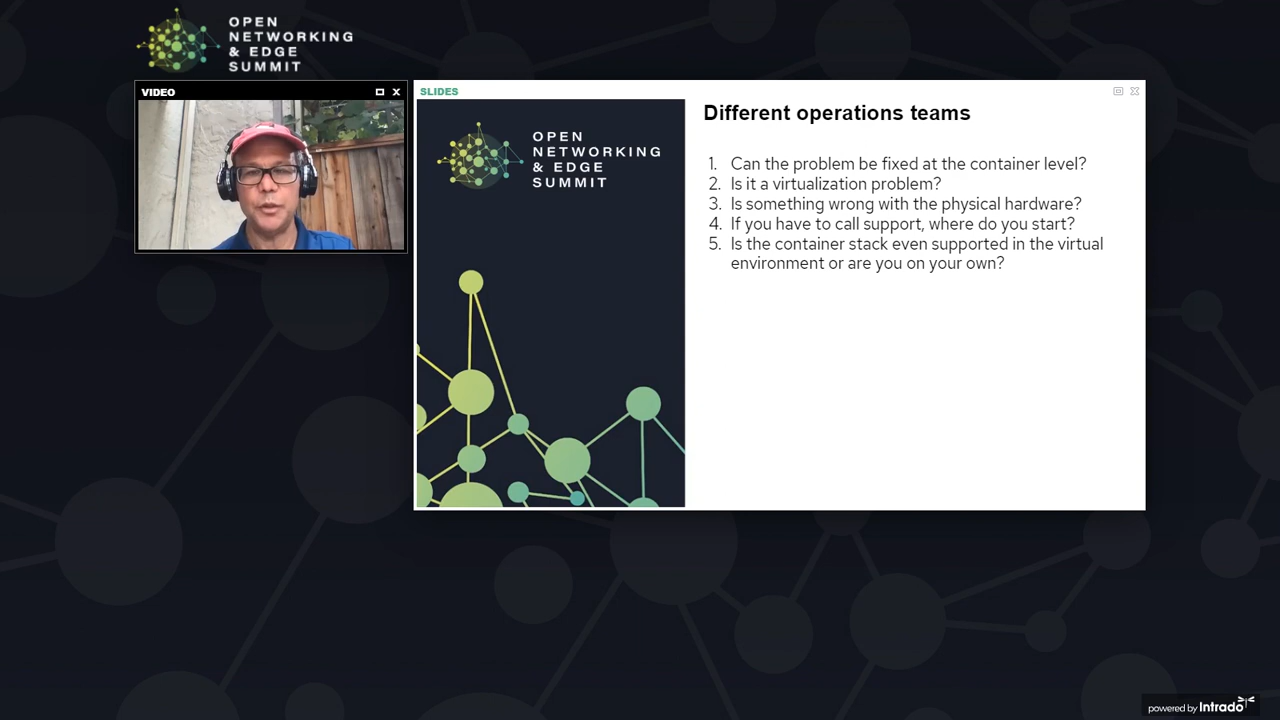 OPEN
NETWORKING
& EDGE
SUMMIT
VIDEO
SLIDES
OPEN
NETWORKING
& EDGE
SUMMIT
Different operations teams
1. Can the problem be fixed at the container level?
2. Is it a virtualization problem?
3. Is something wrong with the physical hardware?
4. If you have to call support, where do you start?
5. Is the container stack even supported in the virtual
environment or are you on your own?
powered by Intrado